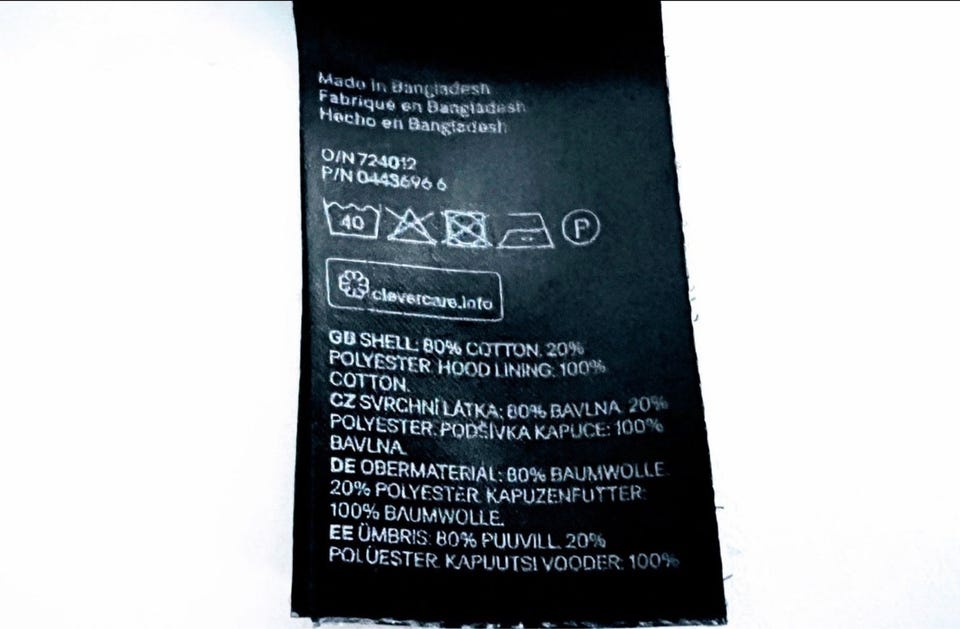 Made in Bangladesh
Fabriqué en Bangladesh
Hecho en Bangladesh
O/N 724012
P/N 0443696 6
40
P
clevercare.info
GB SHELL: 80% COTTON. 20%
POLYESTER. HOOD LINING: 100%
COTTON.
CZ SVRCHNÍ LÁTKA: 80% BAVLNA. 20%
POLYESTER. PODŠÍVKA KAPUCE: 100%
BAVLNA.
DE OBERMATERIAL: 80% BAUMWOLLE.
20% POLYESTER. KAPUZENFUTTER:
100% BAUMWOLLE.
EE ÜMBRIS: 80% PUUVILL. 20%
POLÜESTER. KAPUUTSI VOODER: 100%